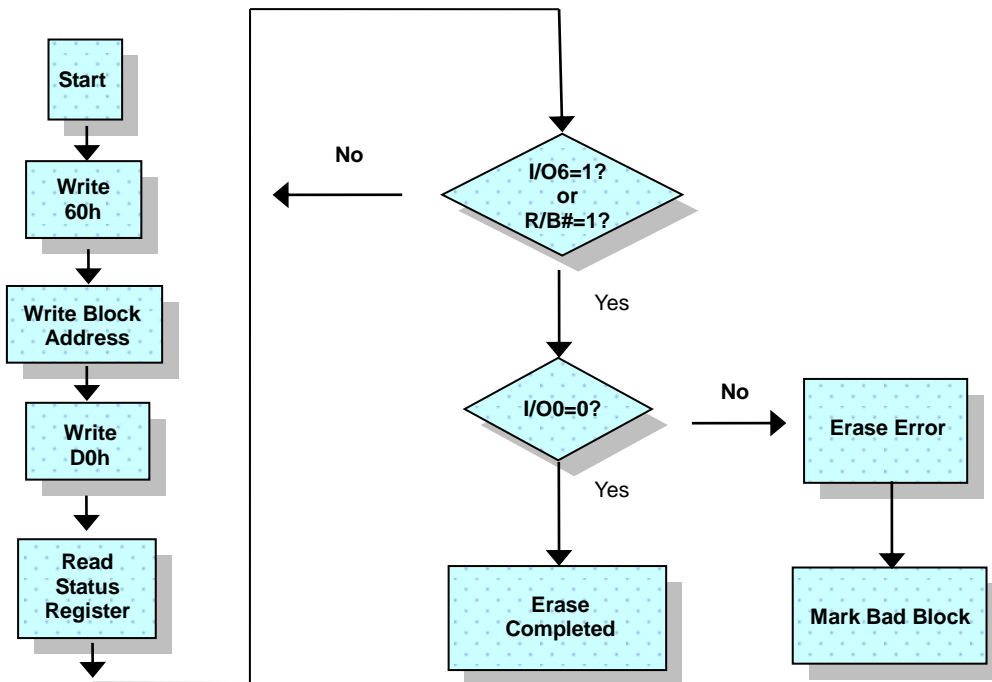 Start
Write
60h
Write Block
Address
Write
D0h
Read
Status
Register
No
I/O6=1?
or
R/B#=1?
Yes
I/O0=0?
No
Erase Error
Yes
Erase
Completed
Mark Bad Block